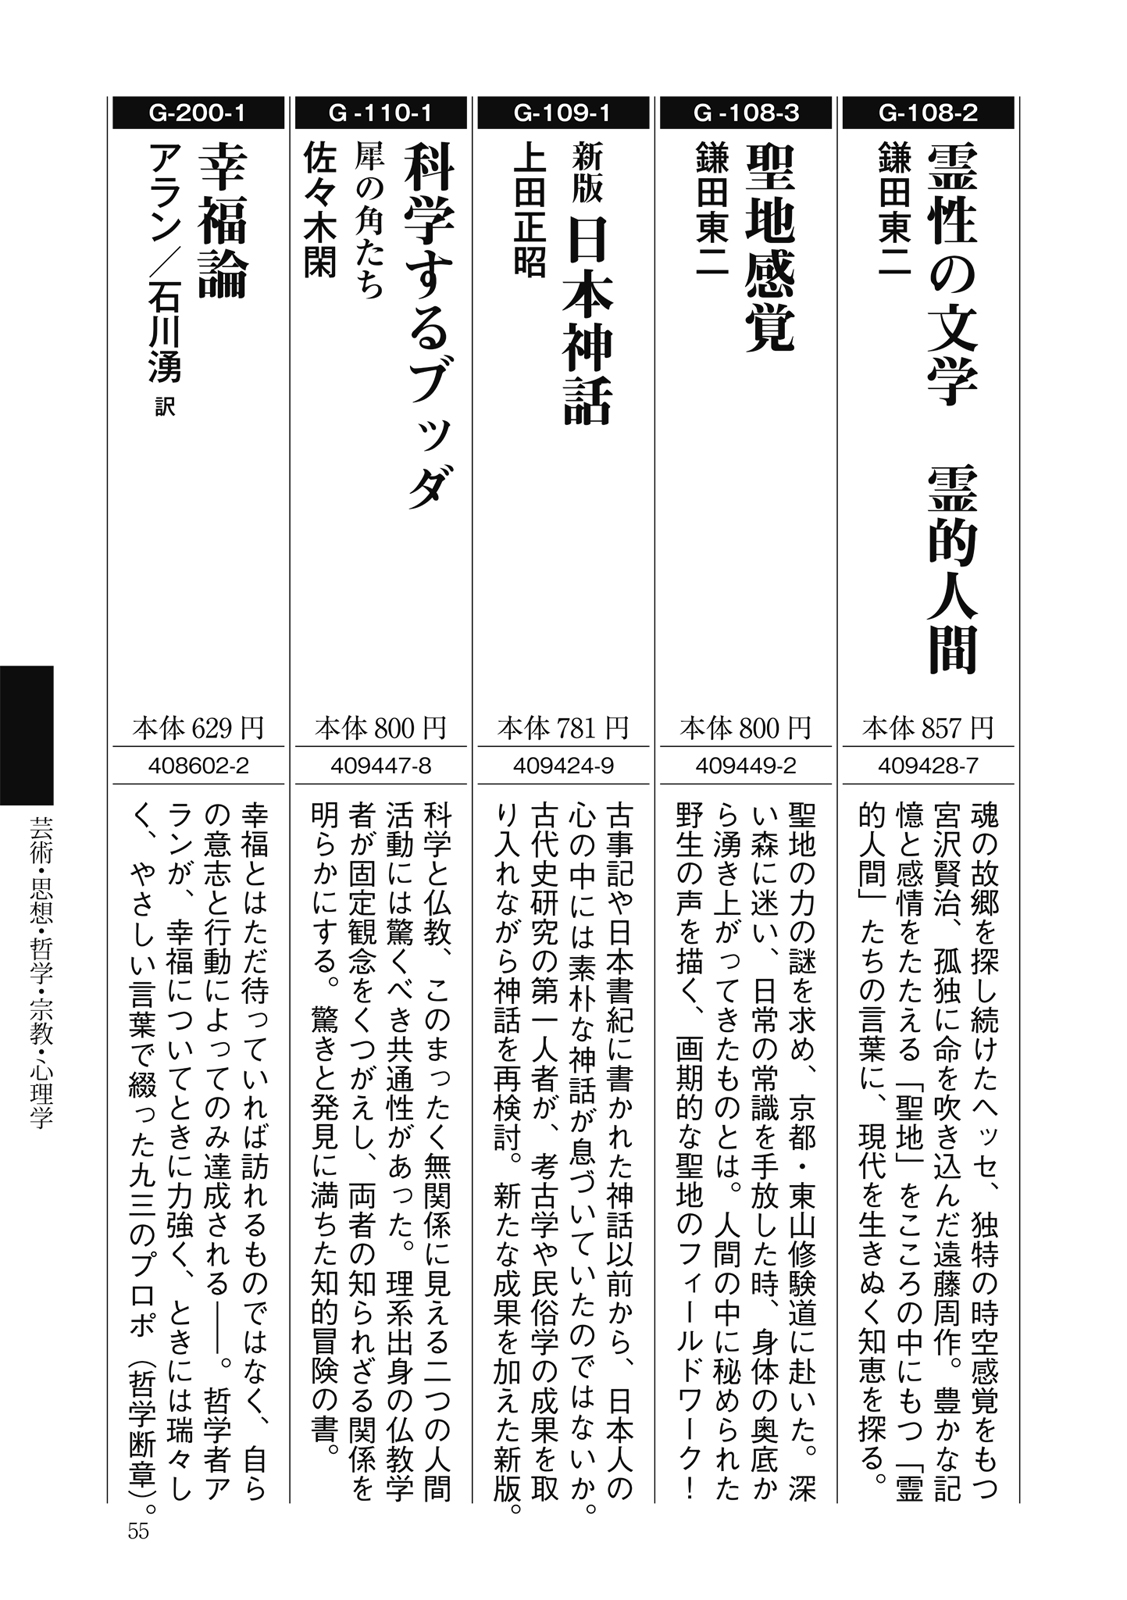 G-108-2
霊性の文学　霊的人間
鎌田東二
本体857円
409428-7
魂の故郷を探し続けたヘッセ、独特の時空感覚をもつ
宮沢賢治、孤独に命を吹き込んだ遠藤周作。豊かな記
憶と感情をたたえる「聖地」をこころの中にもつ「霊
的人間」たちの言葉に、現代を生きぬく知恵を探る。
G-108-3
聖地感覚
鎌田東二
本体800円
409449-2
聖地の力の謎を求め、京都・東山修験道に赴いた。深
い森に迷い、日常の常識を手放した時、身体の奥底か
ら湧き上がってきたものとは。人間の中に秘められた
野生の声を描く、画期的な聖地のフィールドワーク！
G-109-1
新版 日本神話
上田正昭
本体781円
409424-9
古事記や日本書紀に書かれた神話以前から、日本人の
心の中には素朴な神話が息づいていたのではないか。
古代史研究の第一人者が、考古学や民俗学の成果を取
り入れながら神話を再検討。新たな成果を加えた新版。
G-110-1
科学するブッダ
犀の角たち
佐々木閑
本体800円
409447-8
科学と仏教、このまったく無関係に見える二つの人間
活動には驚くべき共通性があった。理系出身の仏教学
者が固定観念をくつがえし、両者の知られざる関係を
明らかにする。驚きと発見に満ちた知的冒険の書。
G-200-1
幸福論
アラン／石川湧 訳
本体629円
408602-2
幸福とはただ待っていれば訪れるものではなく、自ら
の意志と行動によってのみ達成される――。哲学者ア
ランが、幸福についてときに力強く、ときには瑞々し
く、やさしい言葉で綴った九三のプロポ（哲学断章）。
芸術・思想・哲学・宗教・心理学
55